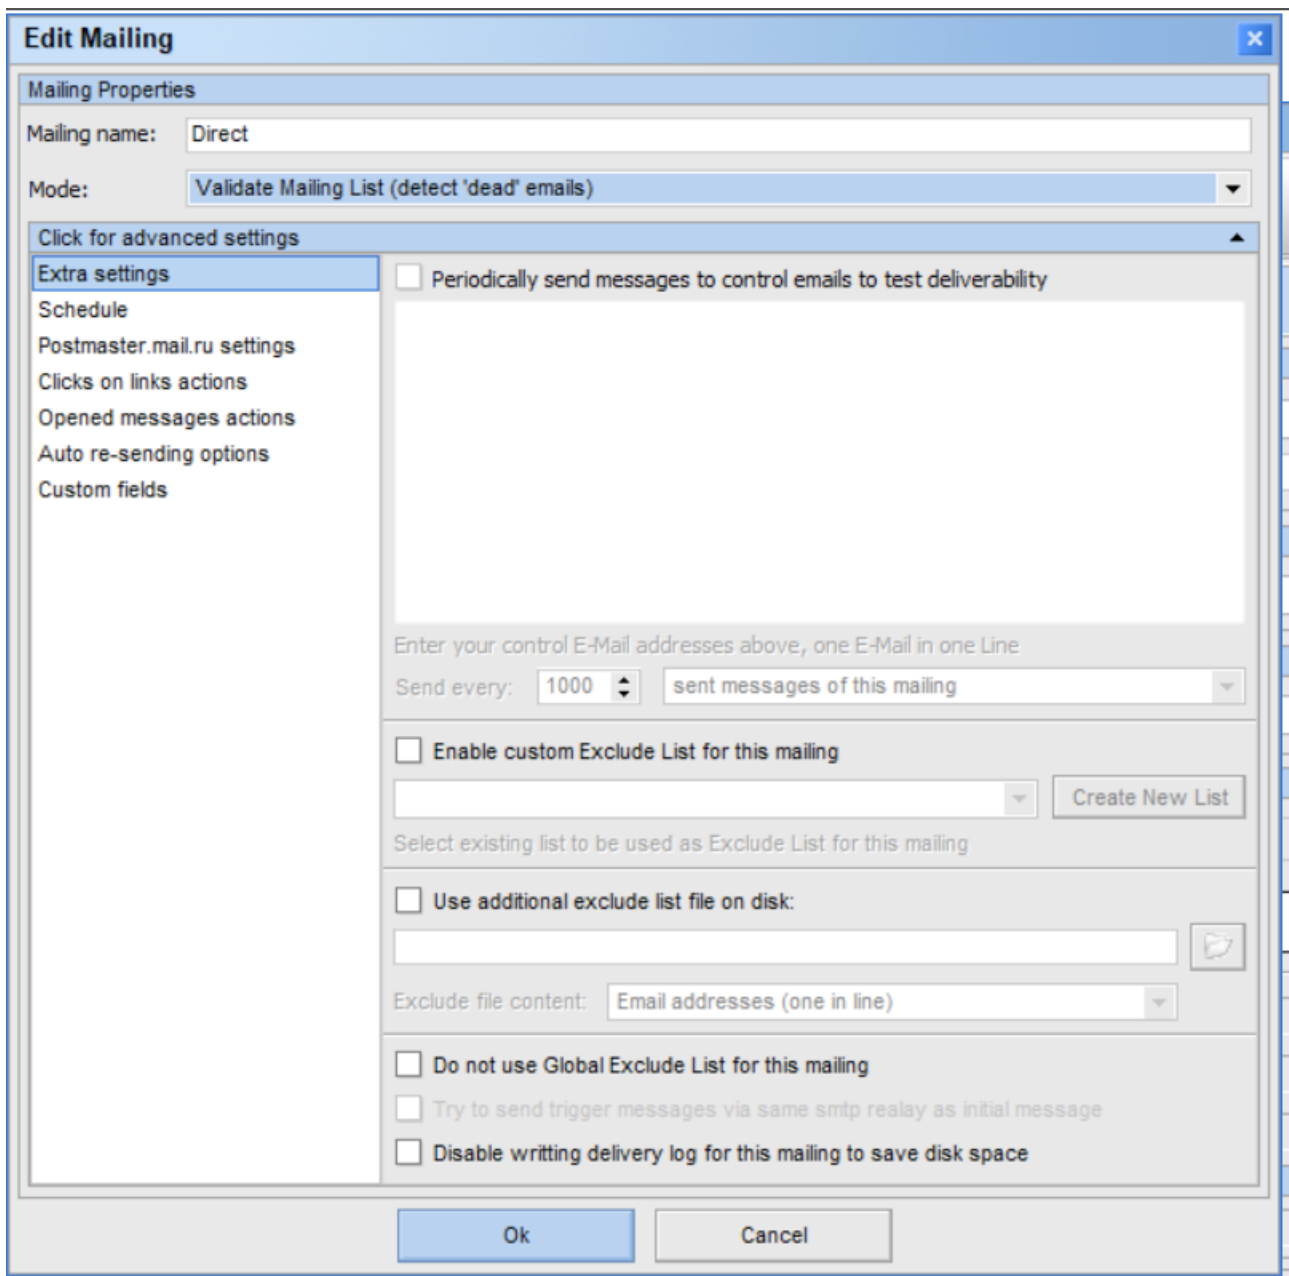 Edit Mailing
Mailing Properties
Mailing name: Direct
Mode: Validate Mailing List (detect 'dead' emails)
Click for advanced settings
Extra settings
Schedule
Postmaster.mail.ru settings
Clicks on links actions
Opened messages actions
Auto re-sending options
Custom fields
Periodically send messages to control emails to test deliverability
Enter your control E-Mail addresses above, one E-Mail in one Line
Send every: 1000 sent messages of this mailing
Enable custom Exclude List for this mailing
Create New List
Select existing list to be used as Exclude List for this mailing
Use additional exclude list file on disk:
Exclude file content: Email addresses (one in line)
Do not use Global Exclude List for this mailing
Try to send trigger messages via same smtp realay as initial message
Disable writting delivery log for this mailing to save disk space
Ok Cancel